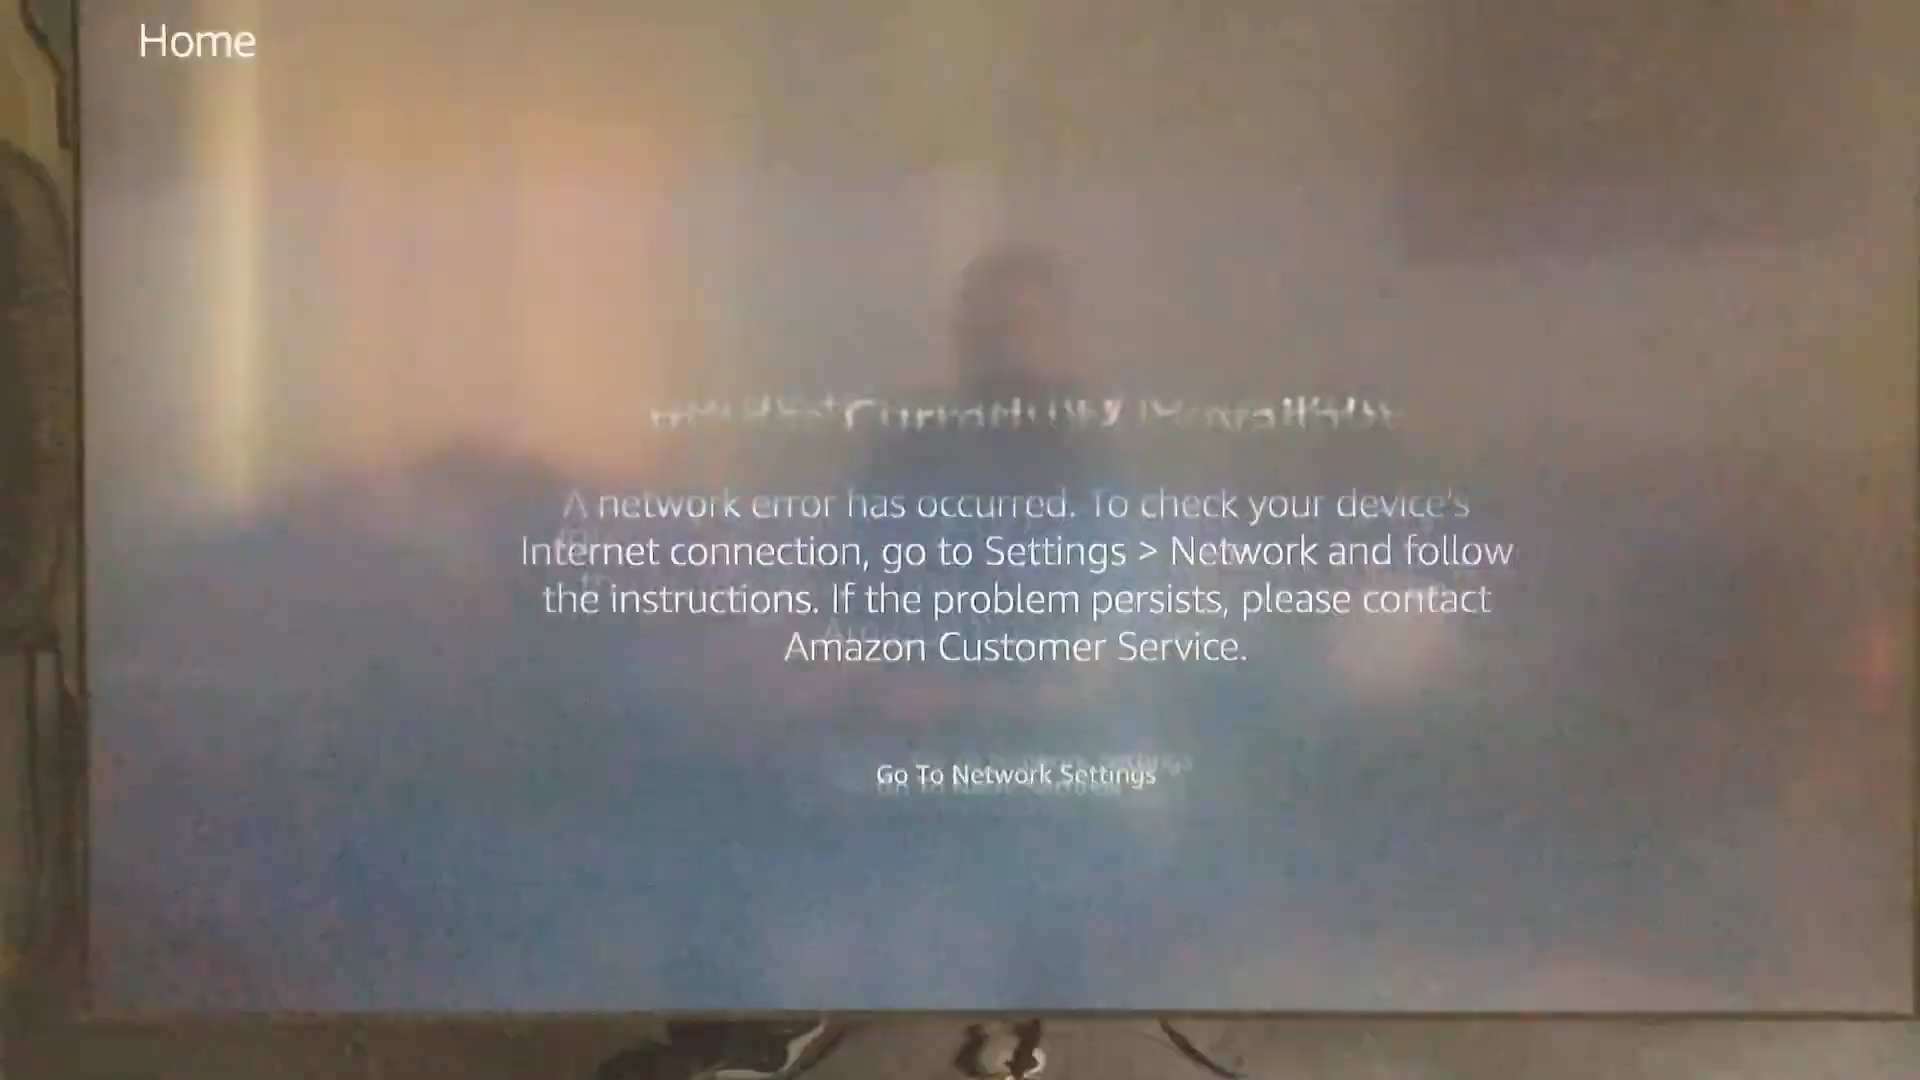 Home
Currently
A network error has occurred. To check your device's
Internet connection, go to Settings > Network and follow
the instructions. If the problem persists, please contact
Amazon Customer Service.
Go To Network Settings